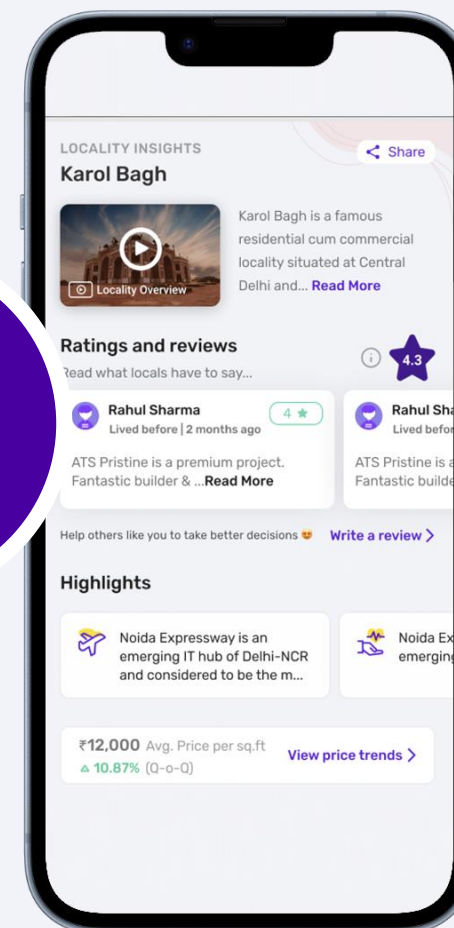 LOCALITY INSIGHTS
Share
Karol Bagh
Karol Bagh is a famous
residential cum commercial
locality situated at Central
Delhi and... Read More
Locality Overview
Ratings and reviews
4.3
Read what locals have to say...
Rahul Sharma
4
Lived before | 2 months ago
ATS Pristine is a premium project.
Fantastic builder & ...Read More
Rahul Sha
Lived befor
ATS Pristine is a
Fantastic builde
Help others like you to take better decisions 😍
Write a review >
Highlights
Noida Expressway is an
emerging IT hub of Delhi-NCR
and considered to be the m...
Noida Ex
emerging
₹12,000 Avg. Price per sq.ft
10.87% (Q-o-Q)
View price trends >